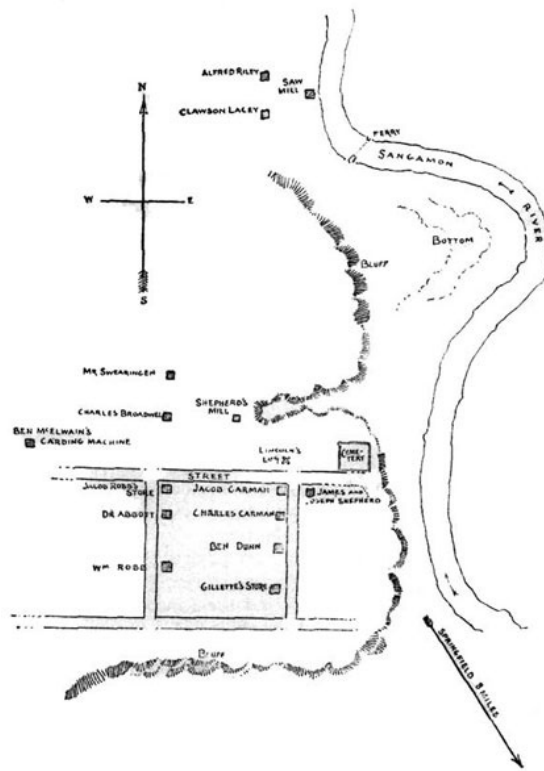 ALFRED RILEY
SAW
MILL
N
CLAWSON LACEY
FERRY
SANGAMON
RIVER
W
E
BOTTOM
BLUFF
S
MR SWEARINGEN
CHARLES BROADWELL
SHEPHERD'S
MILL
BEN MCELWAIN'S
CARDING MACHINE
LINCOLN'S
CEME-
TERY
STREET
JACOB ROBB'S
STORE
JACOB CARMAN
JAMES AND
JOSEPH SHEPHERD
DR ABBOTT
CHARLES CARMAN
BEN DUNN
WM ROBB
GILLETTE'S STORE
BLUFF
SPRINGFIELD 8 MILES